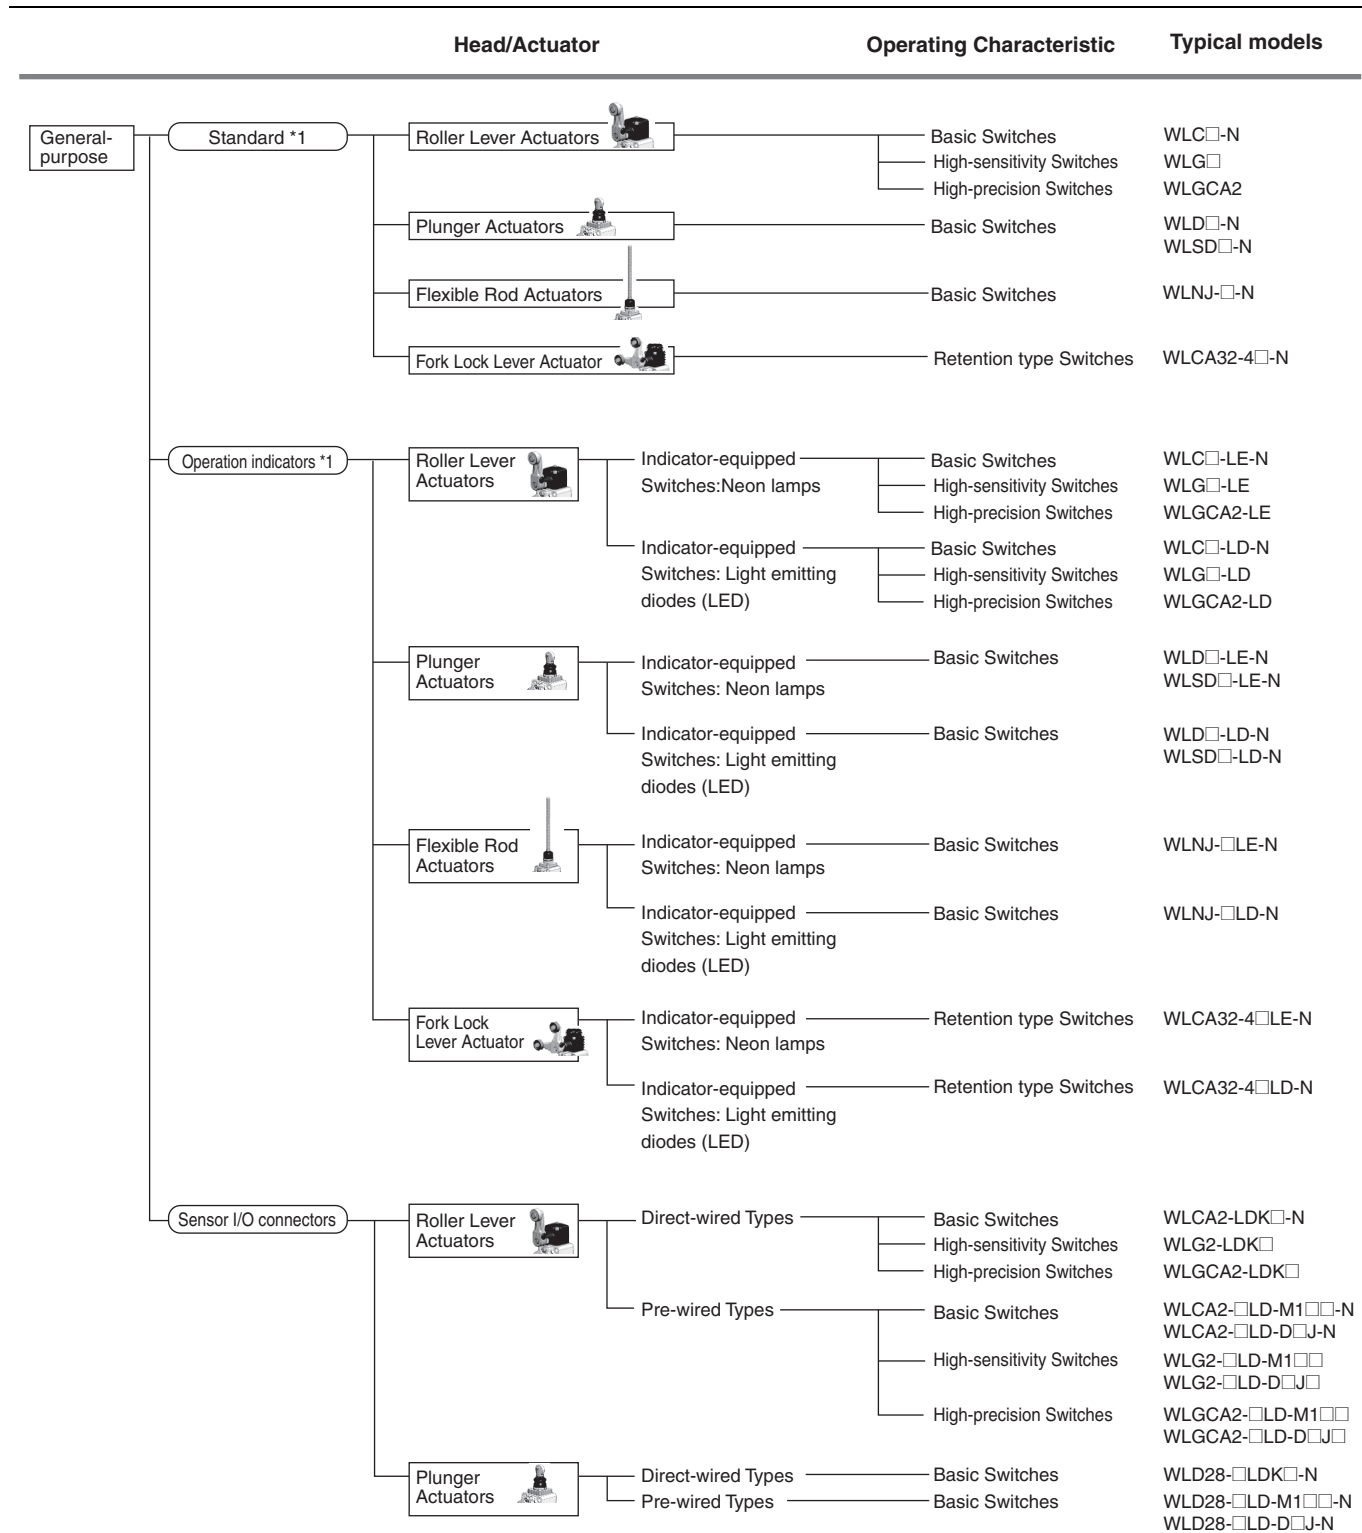 Head/Actuator Operating Characteristic Typical models
General-purpose Standard *1 Roller Lever Actuators Basic Switches WLC□-N
High-sensitivity Switches WLG□
High-precision Switches WLGCA2
Plunger Actuators Basic Switches WLD□-N
WLSD□-N
Flexible Rod Actuators Basic Switches WLNJ-□-N
Fork Lock Lever Actuator Retention type Switches WLCA32-4□-N
Operation indicators *1 Roller Lever Actuators Indicator-equipped Basic Switches WLC□-LE-N
Switches:Neon lamps High-sensitivity Switches WLG□-LE
High-precision Switches WLGCA2-LE
Indicator-equipped Basic Switches WLC□-LD-N
Switches: Light emitting High-sensitivity Switches WLG□-LD
diodes (LED) High-precision Switches WLGCA2-LD
Plunger Actuators Indicator-equipped Basic Switches WLD□-LE-N
Switches: Neon lamps WLSD□-LE-N
Indicator-equipped Basic Switches WLD□-LD-N
Switches: Light emitting WLSD□-LD-N
diodes (LED)
Flexible Rod Actuators Indicator-equipped Basic Switches WLNJ-□LE-N
Switches: Neon lamps
Indicator-equipped Basic Switches WLNJ-□LD-N
Switches: Light emitting
diodes (LED)
Fork Lock Lever Actuator Indicator-equipped Retention type Switches WLCA32-4□LE-N
Switches: Neon lamps
Indicator-equipped Retention type Switches WLCA32-4□LD-N
Switches: Light emitting
diodes (LED)
Sensor I/O connectors Roller Lever Actuators Direct-wired Types Basic Switches WLCA2-LDK□-N
High-sensitivity Switches WLG2-LDK□
High-precision Switches WLGCA2-LDK□
Pre-wired Types Basic Switches WLCA2-□LD-M1□□-N
WLCA2-□LD-D□J-N
High-sensitivity Switches WLG2-□LD-M1□□
WLG2-□LD-D□J□
High-precision Switches WLGCA2-□LD-M1□□
WLGCA2-□LD-D□J□
Plunger Actuators Direct-wired Types Basic Switches WLD28-□LDK□-N
Pre-wired Types Basic Switches WLD28-□LD-M1□□-N
WLD28-□LD-D□J-N